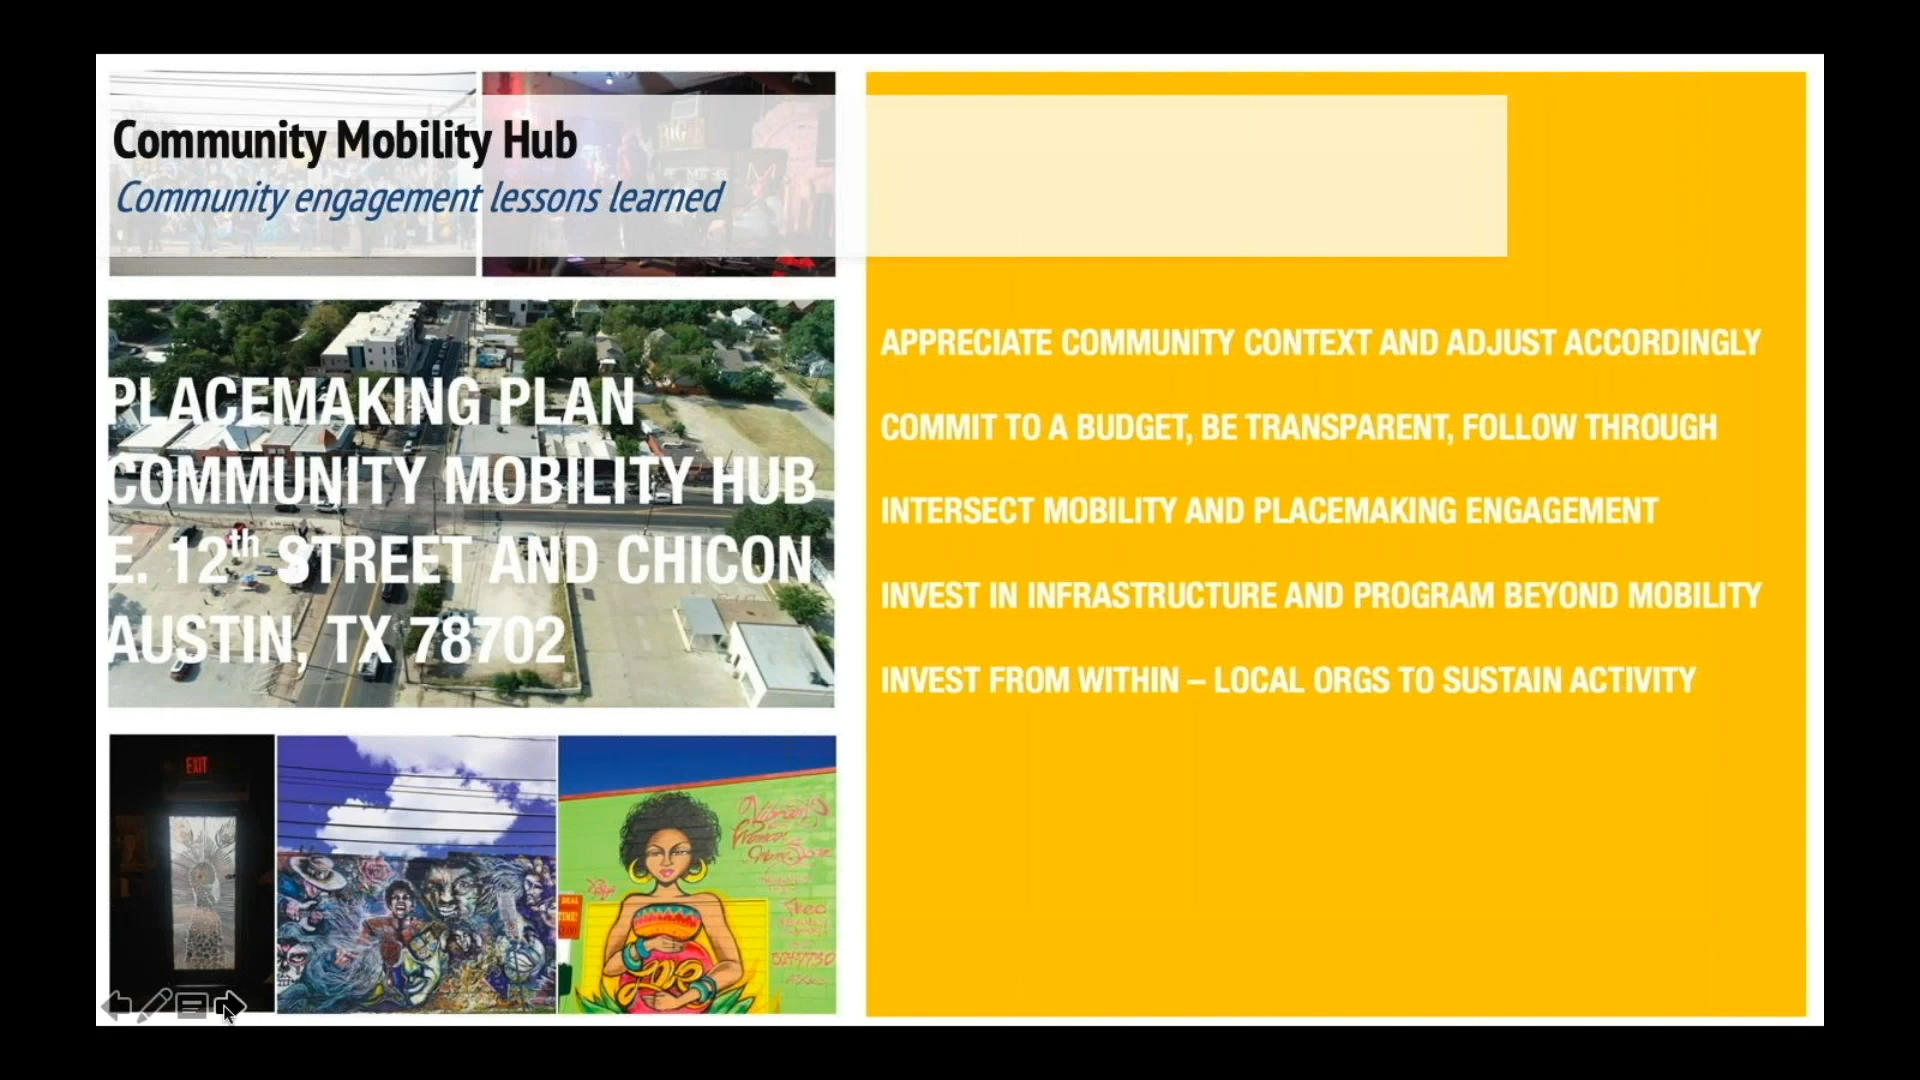 Community Mobility Hub
Community engagement lessons learned
PLACEMAKING PLAN
COMMUNITY MOBILITY HUB
E. 12th STREET AND CHICON
AUSTIN, TX 78702
APPRECIATE COMMUNITY CONTEXT AND ADJUST ACCORDINGLY
COMMIT TO A BUDGET, BE TRANSPARENT, FOLLOW THROUGH
INTERSECT MOBILITY AND PLACEMAKING ENGAGEMENT
INVEST IN INFRASTRUCTURE AND PROGRAM BEYOND MOBILITY
INVEST FROM WITHIN – LOCAL ORGS TO SUSTAIN ACTIVITY
EXIT
DEAL
TIME!